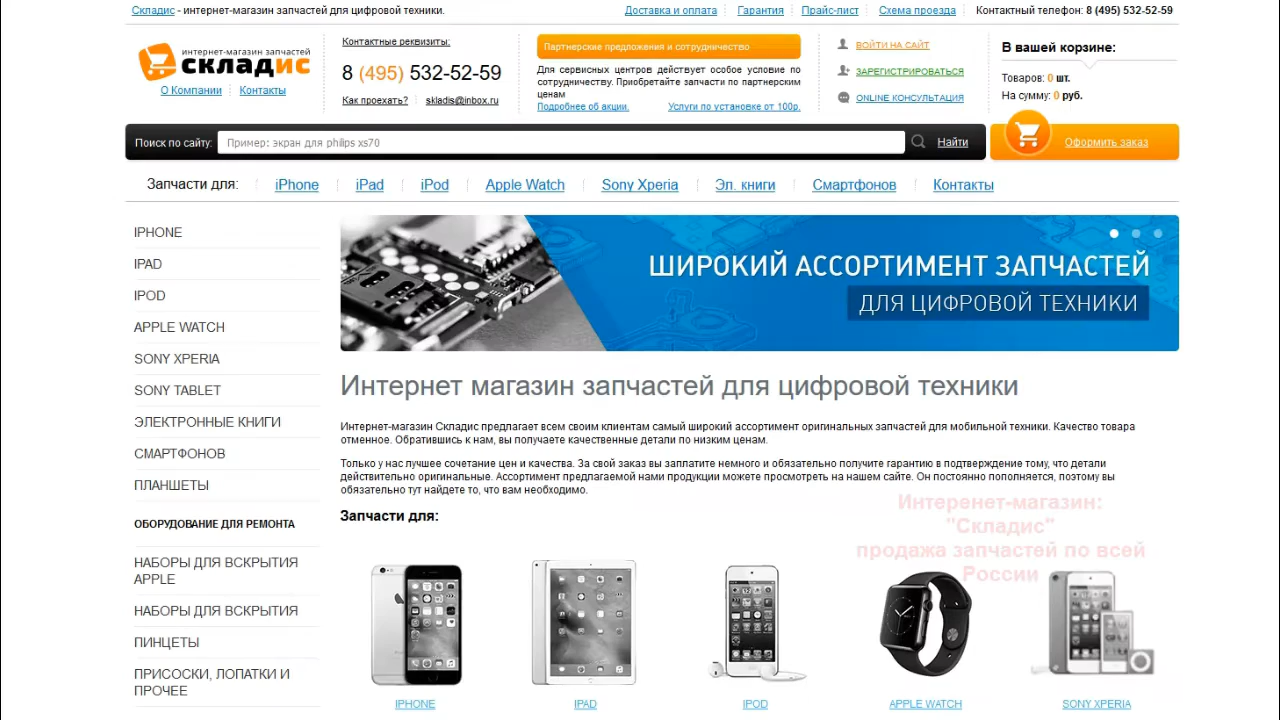 Складис - интернет-магазин запчастей для цифровой техники.
Доставка и оплата
Гарантия
Прайс-лист
Схема проезда
Контактный телефон: 8 (495) 532-52-59
интернет-магазин запчастей
складис
О Компании
Контакты
Контактные реквизиты:
8 (495) 532-52-59
Как проехать?
skladis@inbox.ru
Партнерские предложения и сотрудничество
Для сервисных центров действует особое условие по
сотрудничеству. Приобретайте запчасти по партнерским
ценам
Подробнее об акции.
Услуги по установке от 100р.
ВОЙТИ НА САЙТ
ЗАРЕГИСТРИРОВАТЬСЯ
ONLINE КОНСУЛЬТАЦИЯ
В вашей корзине:
Товаров: 0 шт.
На сумму: 0 руб.
Поиск по сайту:
Пример: экран для philips xs70
Найти
Оформить заказ
Запчасти для:
iPhone
iPad
iPod
Apple Watch
Sony Xperia
Эл. книги
Смартфонов
Контакты
IPHONE
IPAD
IPOD
APPLE WATCH
SONY XPERIA
SONY TABLET
ЭЛЕКТРОННЫЕ КНИГИ
СМАРТФОНОВ
ПЛАНШЕТЫ
ОБОРУДОВАНИЕ ДЛЯ РЕМОНТА
НАБОРЫ ДЛЯ ВСКРЫТИЯ
APPLE
НАБОРЫ ДЛЯ ВСКРЫТИЯ
ПИНЦЕТЫ
ПРИСОСКИ, ЛОПАТКИ И
ПРОЧЕЕ
ШИРОКИЙ АССОРТИМЕНТ ЗАПЧАСТЕЙ
ДЛЯ ЦИФРОВОЙ ТЕХНИКИ
Интернет магазин запчастей для цифровой техники
Интернет-магазин Складис предлагает всем своим клиентам самый широкий ассортимент оригинальных запчастей для мобильной техники. Качество товара
отменное. Обратившись к нам, вы получаете качественные детали по низким ценам.
Только у нас лучшее сочетание цен и качества. За свой заказ вы заплатите немного и обязательно получите гарантию в подтверждение тому, что детали
действительно оригинальные. Ассортимент предлагаемой нами продукции можете просмотреть на нашем сайте. Он постоянно пополняется, поэтому вы
обязательно тут найдете то, что вам необходимо.
Интеренет-магазин:
"Складис"
продажа запчастей по всей
России
Запчасти для:
IPHONE
IPAD
IPOD
APPLE WATCH
SONY XPERIA